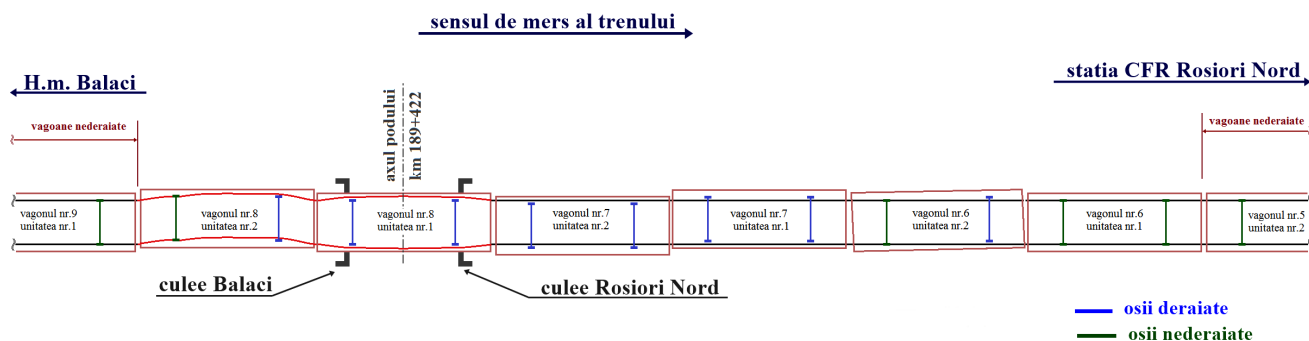 sensul de mers al trenului
H.m. Balaci
statia CFR Rosiori Nord
vagoane nederaiate
axul podului
km 189+422
vagoane nederaiate
vagonul nr.9
unitatea nr.1
vagonul nr.8
unitatea nr.2
vagonul nr.8
unitatea nr.1
vagonul nr.7
unitatea nr.2
vagonul nr.7
unitatea nr.1
vagonul nr.6
unitatea nr.2
vagonul nr.6
unitatea nr.1
vagonul nr.5
unitatea nr.2
culee Balaci
culee Rosiori Nord
osii deraiate
osii nederaiate